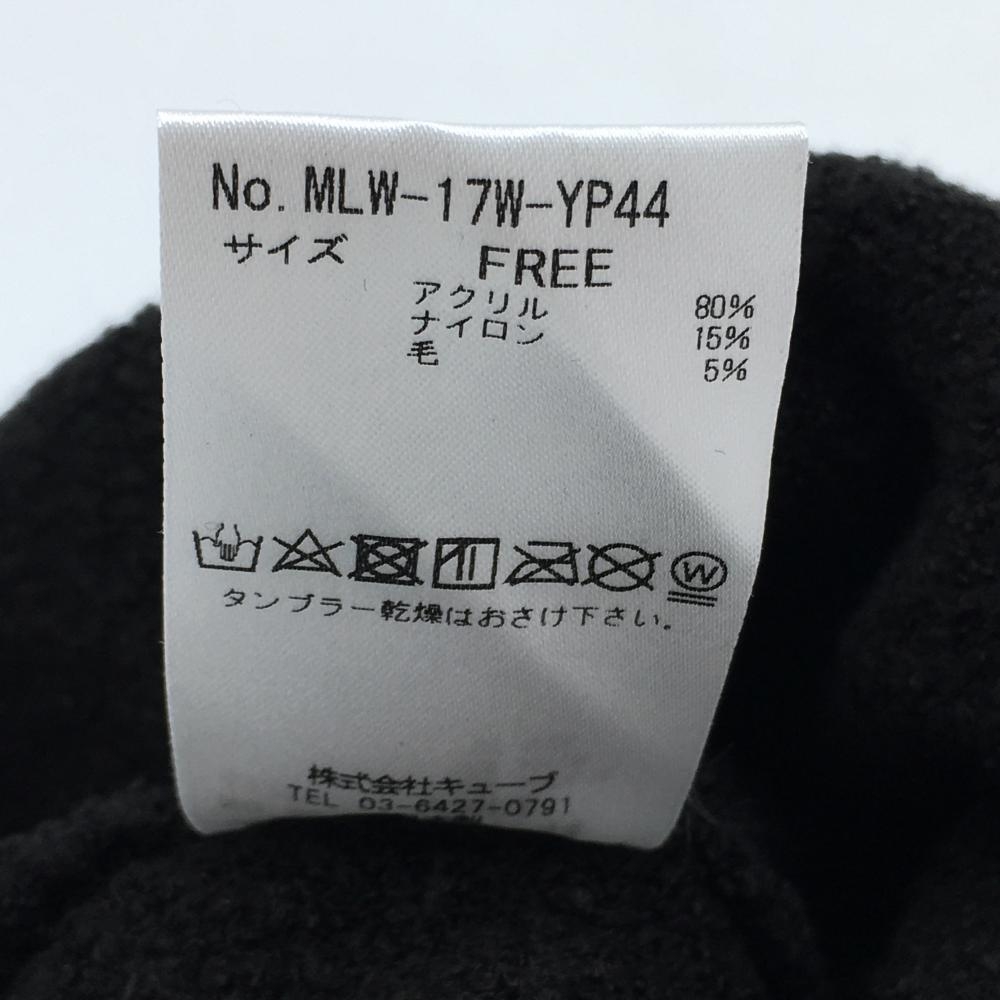 No. MLW-17W-YP44
サイズ FREE
アクリル 80%
ナイロン 15%
毛 5%
W
タンブラー乾燥はおさけ下さい。
株式会社キューブ
TEL 03-6427-0791